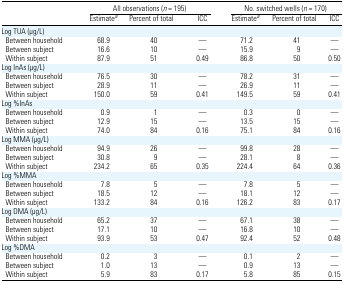 All observations (n = 195) No. switched wells (n = 170)
Estimateª Percent of total ICC Estimateª Percent of total ICC
Log TUA (μg/L)
Between household 68.9 40 — 71.2 41 —
Between subject 16.6 10 — 15.9 9 —
Within subject 87.9 51 0.49 86.8 50 0.50
Log InAs (μg/L)
Between household 76.5 30 — 78.2 31 —
Between subject 28.9 11 — 26.9 11 —
Within subject 150.0 59 0.41 149.5 59 0.41
Log %InAs
Between household 0.9 1 — 0.3 0 —
Between subject 12.9 15 — 13.5 15 —
Within subject 74.0 84 0.16 75.1 84 0.16
Log MMA (μg/L)
Between household 94.9 26 — 99.8 28 —
Between subject 30.8 9 — 28.1 8 —
Within subject 234.2 65 0.35 224.4 64 0.36
Log %MMA
Between household 7.8 5 — 7.8 5 —
Between subject 18.5 12 — 18.1 12 —
Within subject 133.2 84 0.16 126.2 83 0.17
Log DMA (μg/L)
Between household 65.2 37 — 67.1 38 —
Between subject 17.1 10 — 16.8 10 —
Within subject 93.9 53 0.47 92.4 52 0.48
Log %DMA
Between household 0.2 3 — 0.1 2 —
Between subject 1.0 13 — 0.9 13 —
Within subject 5.9 83 0.17 5.8 85 0.15